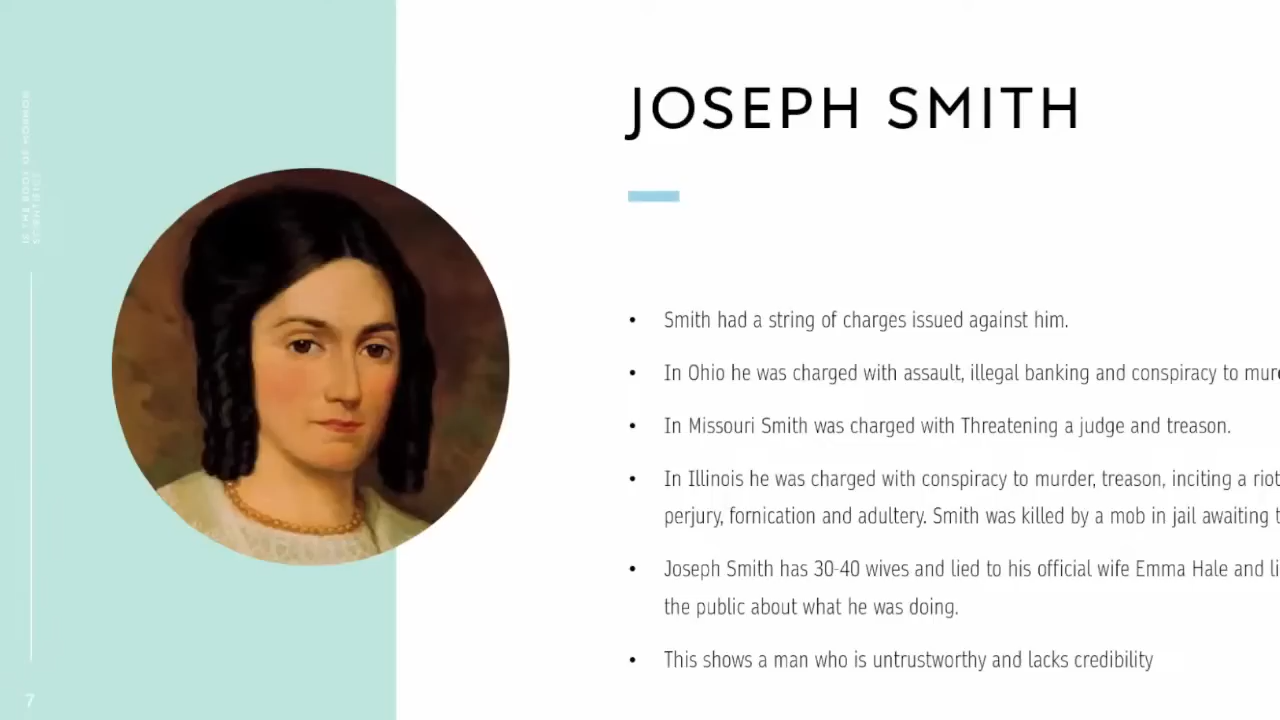 JOSEPH SMITH
• Smith had a string of charges issued against him.
• In Ohio he was charged with assault, illegal banking and conspiracy to
• In Missouri Smith was charged with Threatening a judge and treason.
• In Illinois he was charged with conspiracy to murder, treason, inciting a riot
perjury, fornication and adultery. Smith was killed by a mob in jail awaiting
• Joseph Smith has 30-40 wives and lied to his official wife Emma Hale and
the public about what he was doing.
• This shows a man who is untrustworthy and lacks credibility
7